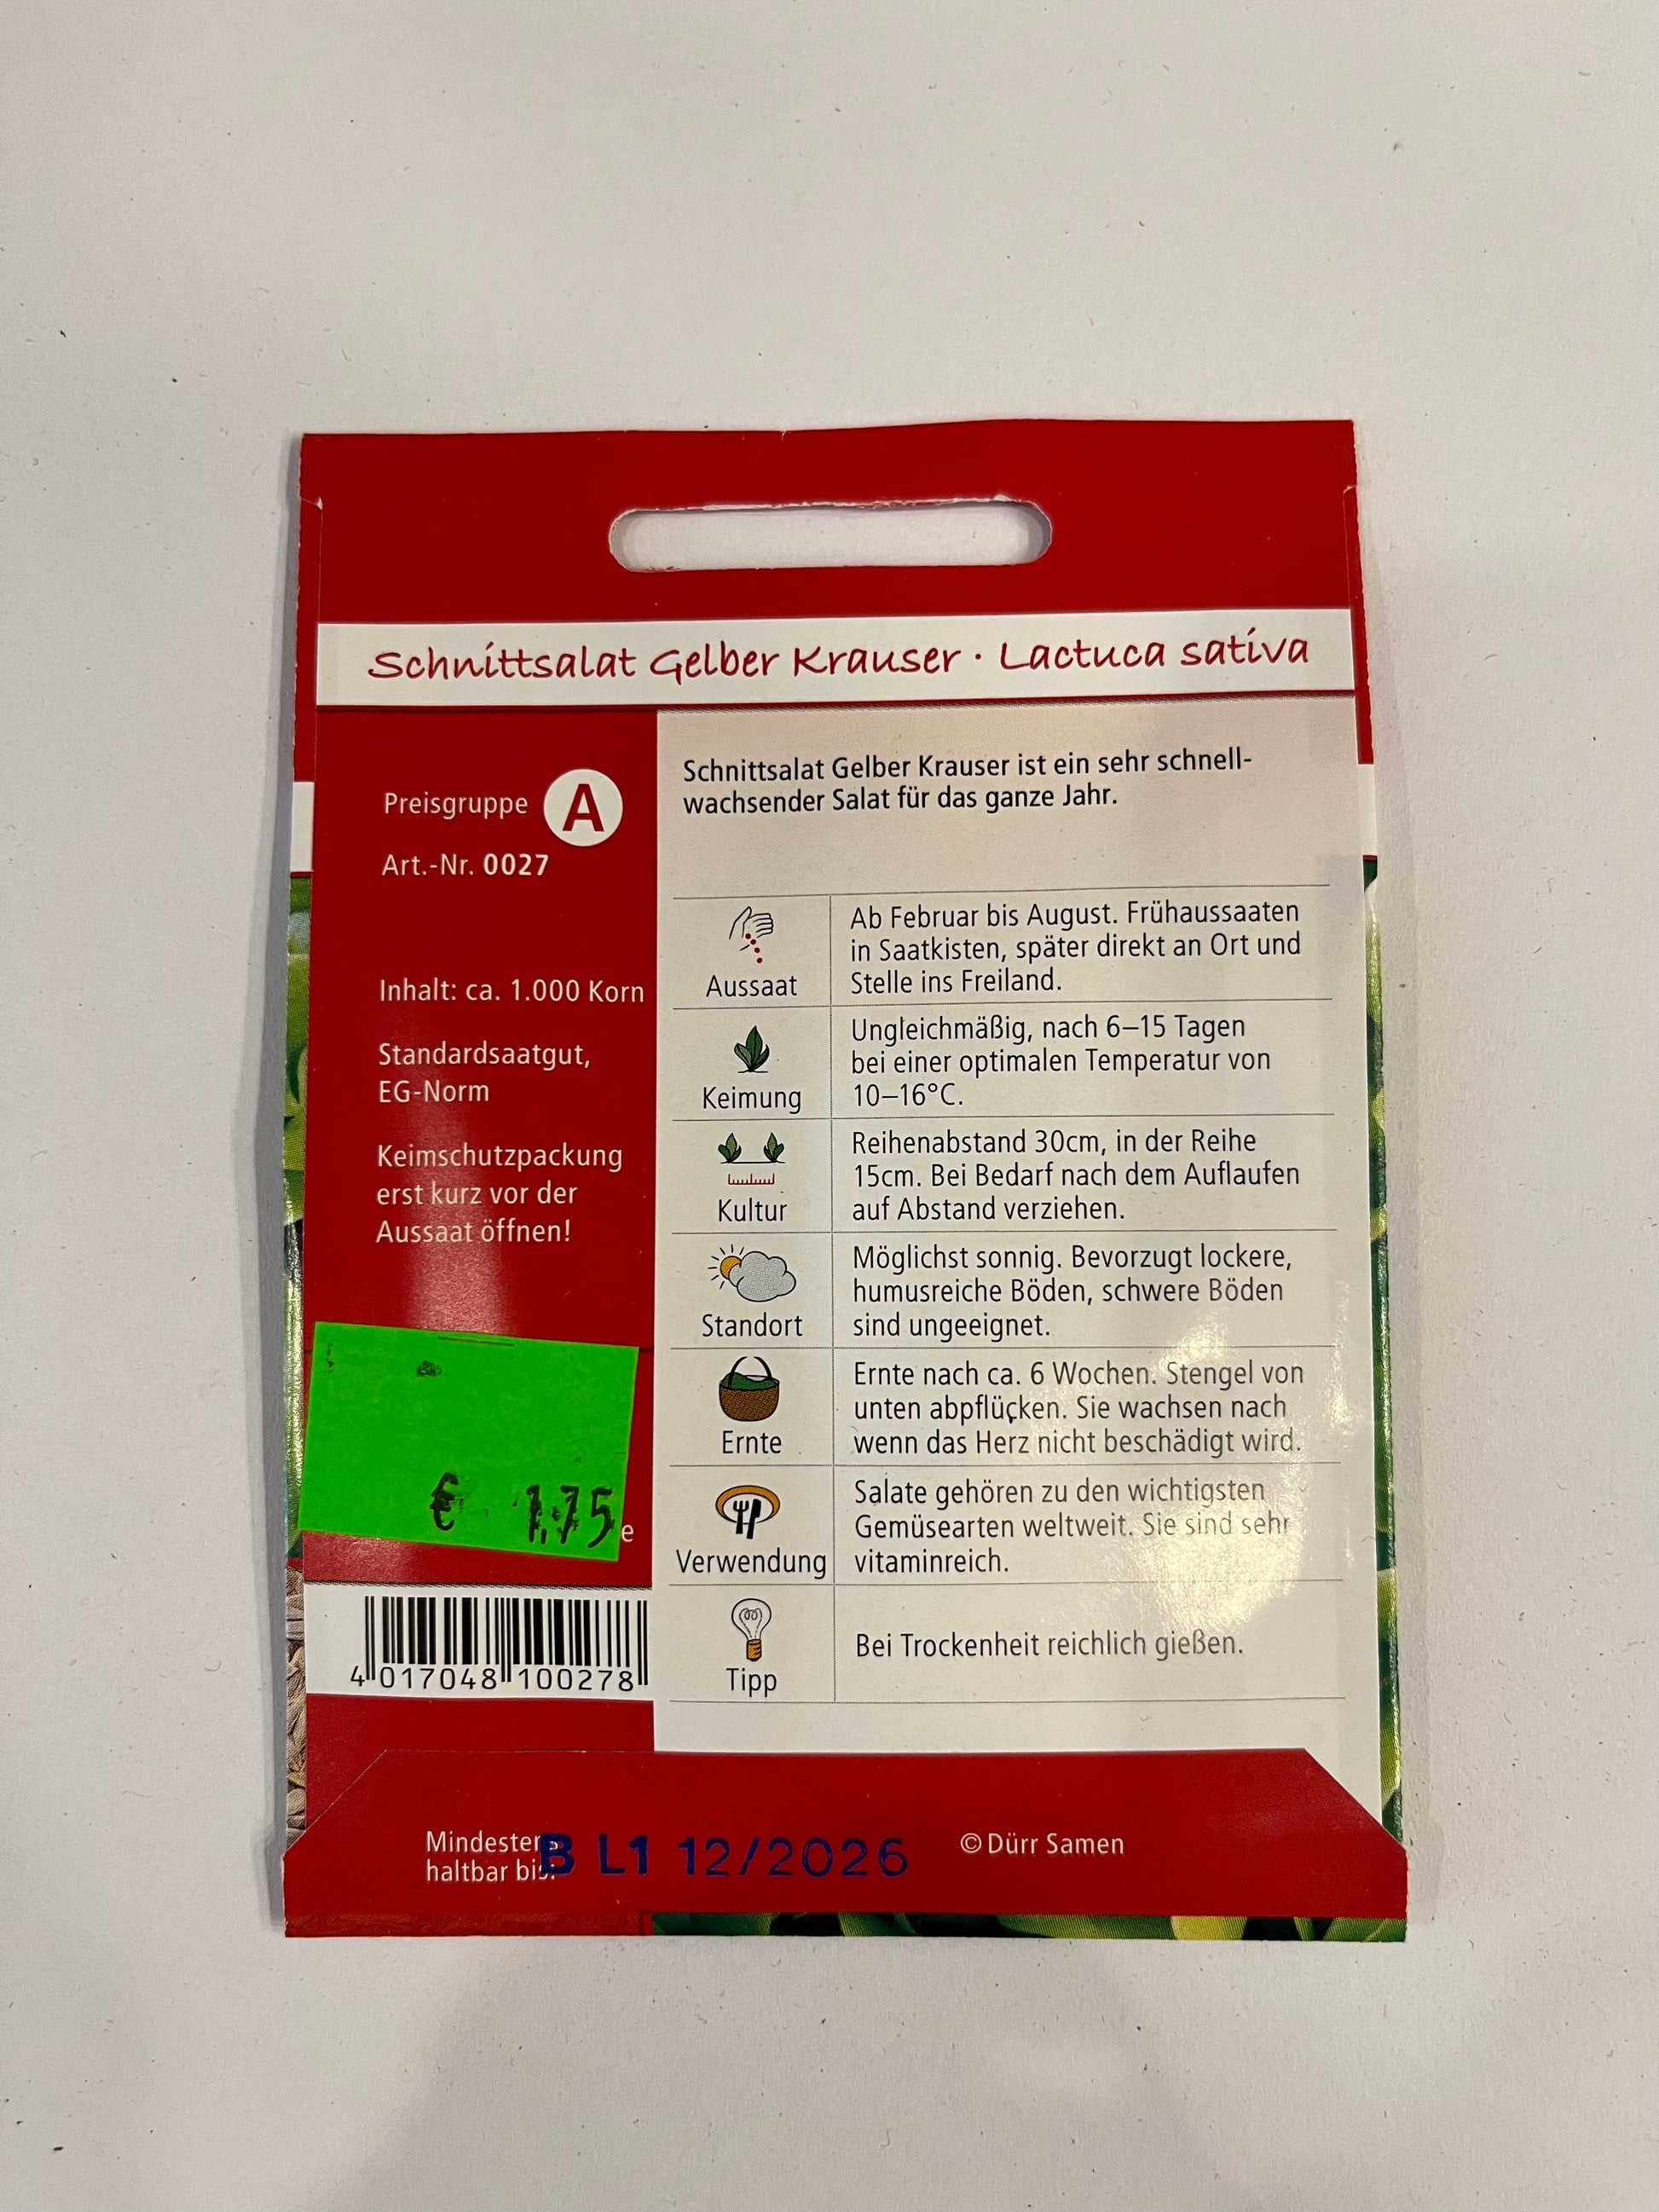 Schnittsalat Gelber Krauser · Lactuca sativa
Preisgruppe A
Art.-Nr. 0027
Inhalt: ca. 1.000 Korn
Standardsaatgut,
EG-Norm
Keimschutzpackung
erst kurz vor der
Aussaat öffnen!
€ 1,75
e
4 017048 100278
Schnittsalat Gelber Krauser ist ein sehr schnell-
wachsender Salat für das ganze Jahr.
Aussaat
Ab Februar bis August. Frühaussaaten
in Saatkisten, später direkt an Ort und
Stelle ins Freiland.
Keimung
Ungleichmäßig, nach 6–15 Tagen
bei einer optimalen Temperatur von
10–16°C.
Kultur
Reihenabstand 30cm, in der Reihe
15cm. Bei Bedarf nach dem Auflaufen
auf Abstand verziehen.
Standort
Möglichst sonnig. Bevorzugt lockere,
humusreiche Böden, schwere Böden
sind ungeeignet.
Ernte
Ernte nach ca. 6 Wochen. Stengel von
unten abpflücken. Sie wachsen nach
wenn das Herz nicht beschädigt wird.
Verwendung
Salate gehören zu den wichtigsten
Gemüsearten weltweit. Sie sind sehr
vitaminreich.
Tipp
Bei Trockenheit reichlich gießen.
Mindestens
haltbar bis:
B L1 12/2026
© Dürr Samen